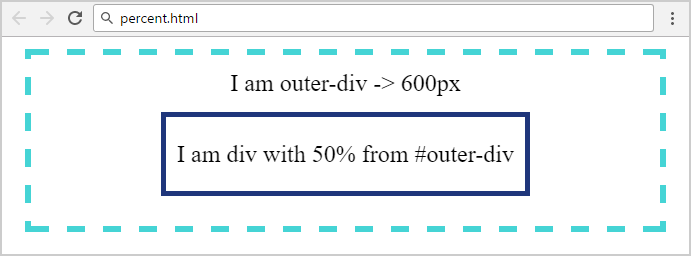 percent.html
I am outer-div -> 600px
I am div with 50% from #outer-div